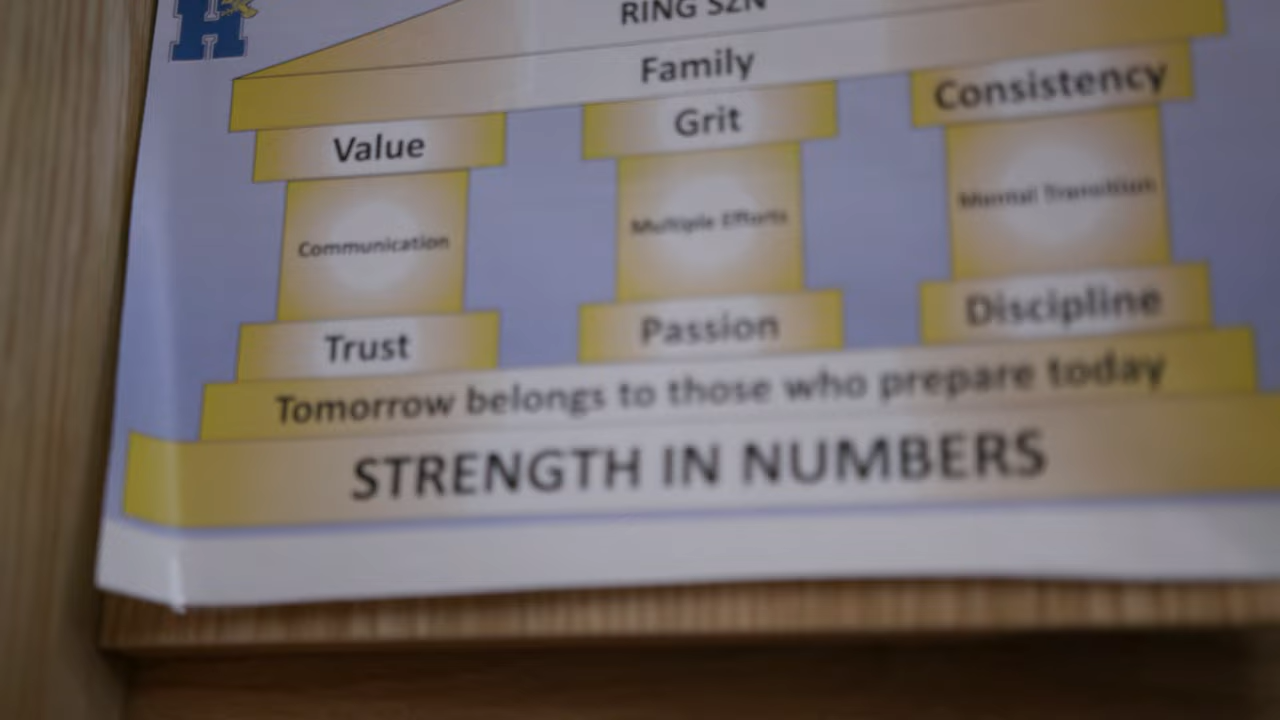 H
RING SZN
Family
Value
Grit
Consistency
Communication
Multiple Efforts
Mental Transition
Trust
Passion
Discipline
Tomorrow belongs to those who prepare today
STRENGTH IN NUMBERS